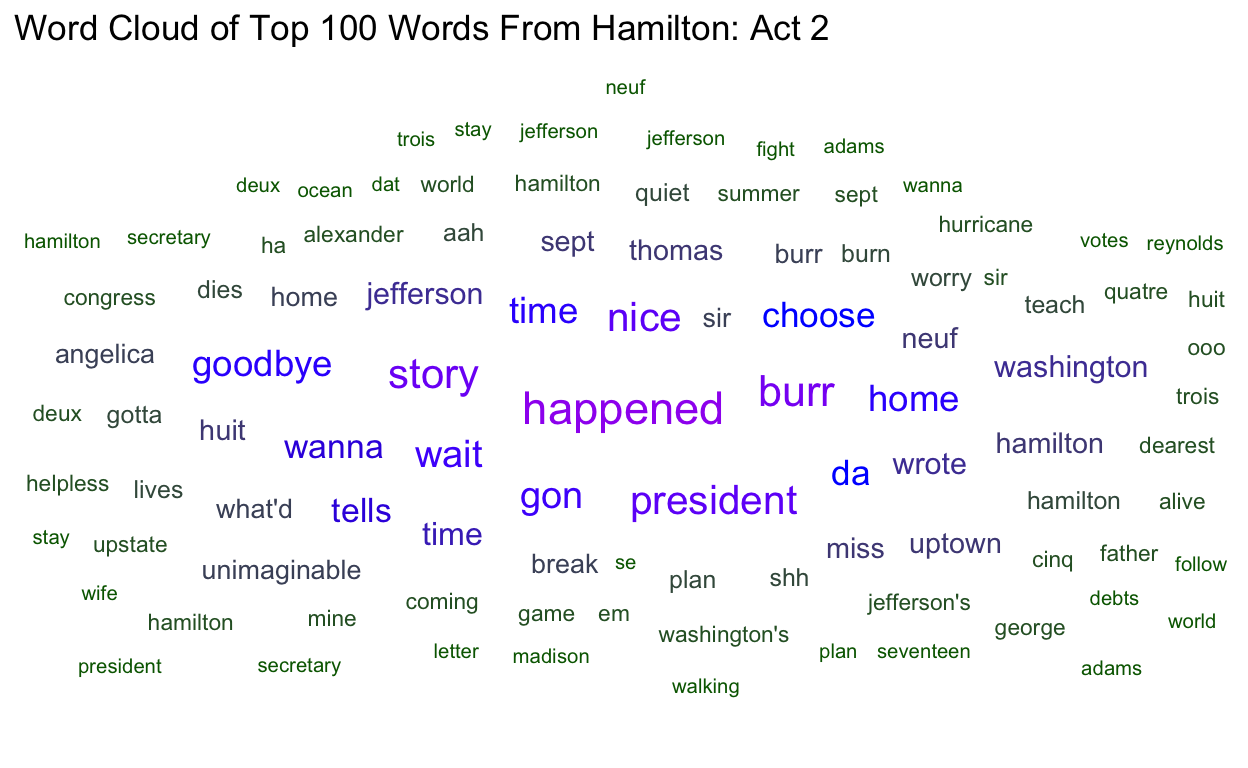 Word Cloud of Top 100 Words From Hamilton: Act 2
neuf
trois stay jefferson jefferson fight adams
deux ocean dat world hamilton quiet summer sept wanna
hamilton secretary ha alexander aah sept thomas burr burn hurricane votes reynolds
congress dies home jefferson time nice sir choose worry sir teach quatre huit
angelica goodbye story happened burr home neuf washington ooo
deux gotta huit wanna wait da wrote hamilton dearest trois
helpless lives what'd tells gon president hamilton alive
stay upstate time miss uptown cinq father follow
wife unimaginable break se plan shh jefferson's debts
hamilton mine coming game em washington's george world
president secretary letter madison plan seventeen adams
walking